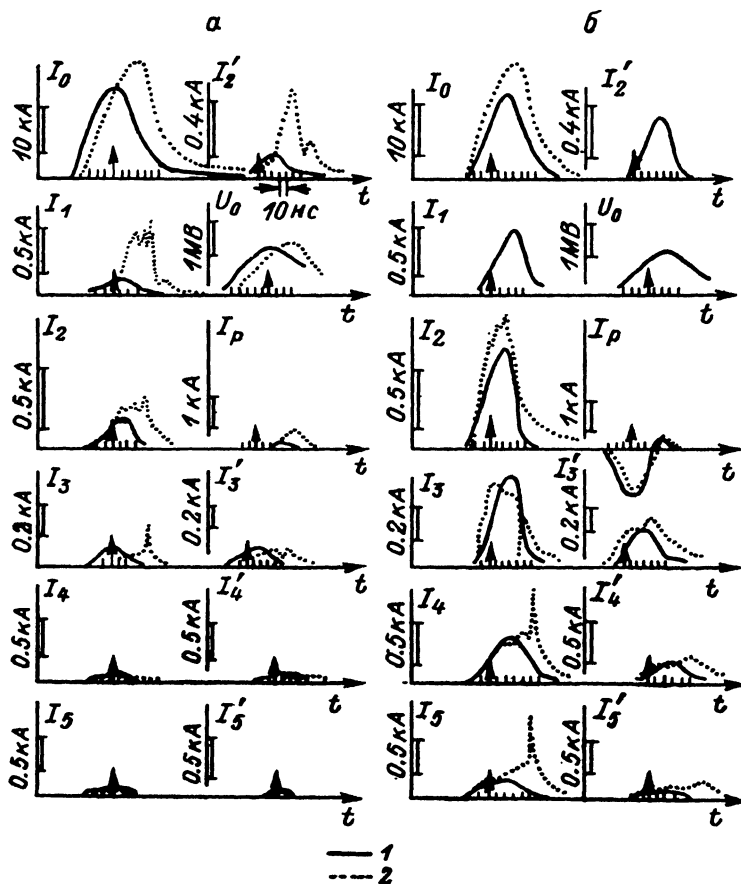 а б
I₀ I₂′ I₀ I₂′
10 кА 0.4 кА 10 кА 0.4 кА
t t
10 нс
I₁ U₀ I₁ U₀
0.5 кА 1 МВ 0.5 кА 1 МВ
t t
I₂ Iₚ I₂ Iₚ
0.5 кА 1 кА 0.5 кА 1 кА
t t
I₃ I₃′ I₃ I₃′
0.2 кА 0.2 кА 0.2 кА 0.2 кА
t t
I₄ I₄′ I₄ I₄′
0.5 кА 0.5 кА 0.5 кА 0.5 кА
t t
I₅ I₅′ I₅ I₅′
0.5 кА 0.5 кА 0.5 кА 0.5 кА
t t
1
2